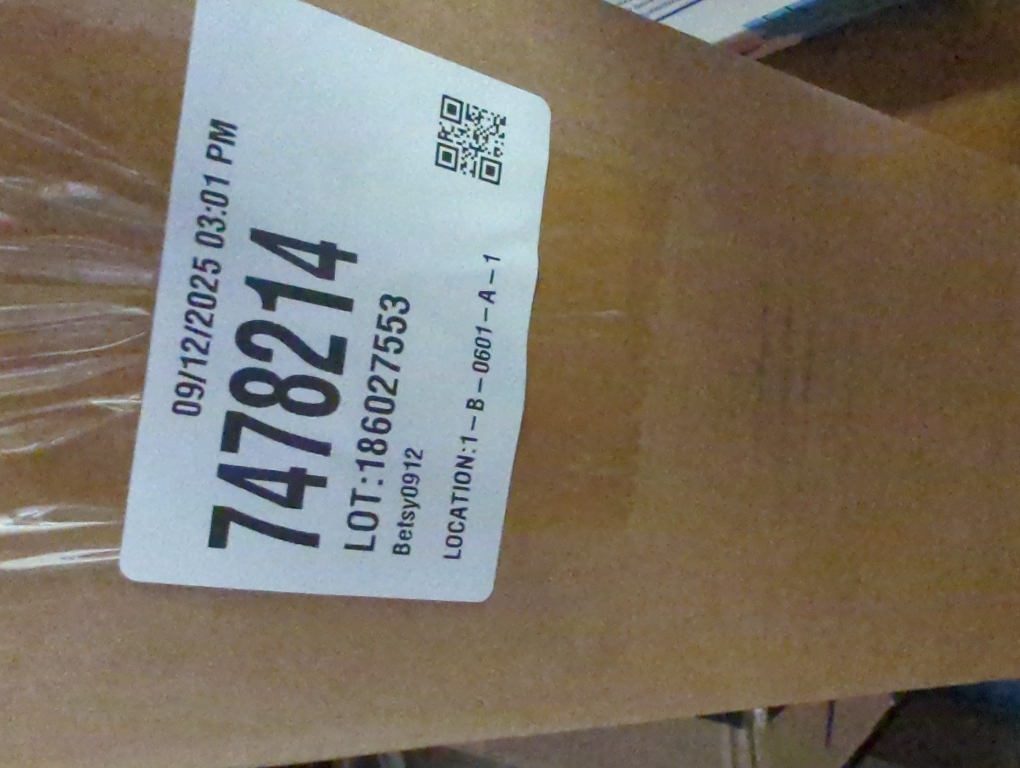 09/12/2025 03:01 PM
7478214
LOT:186027553
Betsy0912
LOCATION:1-B-0601-A-1